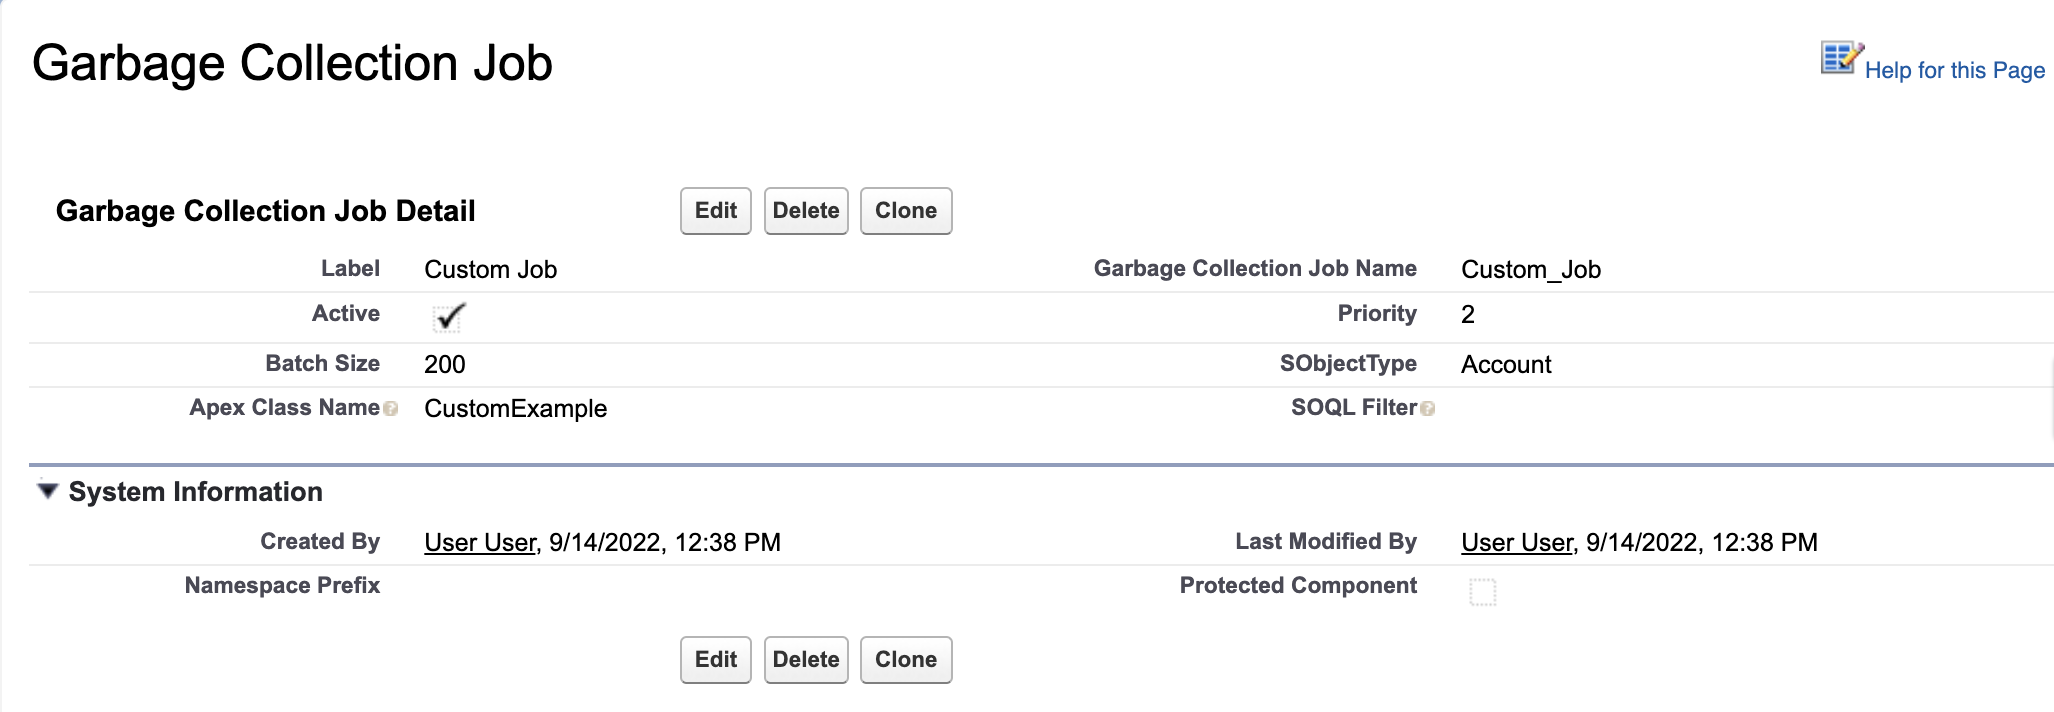 Garbage Collection Job
Help for this Page
Garbage Collection Job Detail Edit Delete Clone
Label Custom Job Garbage Collection Job Name Custom_Job
Active Priority 2
Batch Size 200 SObjectType Account
Apex Class Name ? CustomExample SOQL Filter ?
System Information
Created By User User, 9/14/2022, 12:38 PM Last Modified By User User, 9/14/2022, 12:38 PM
Namespace Prefix Protected Component
Edit Delete Clone